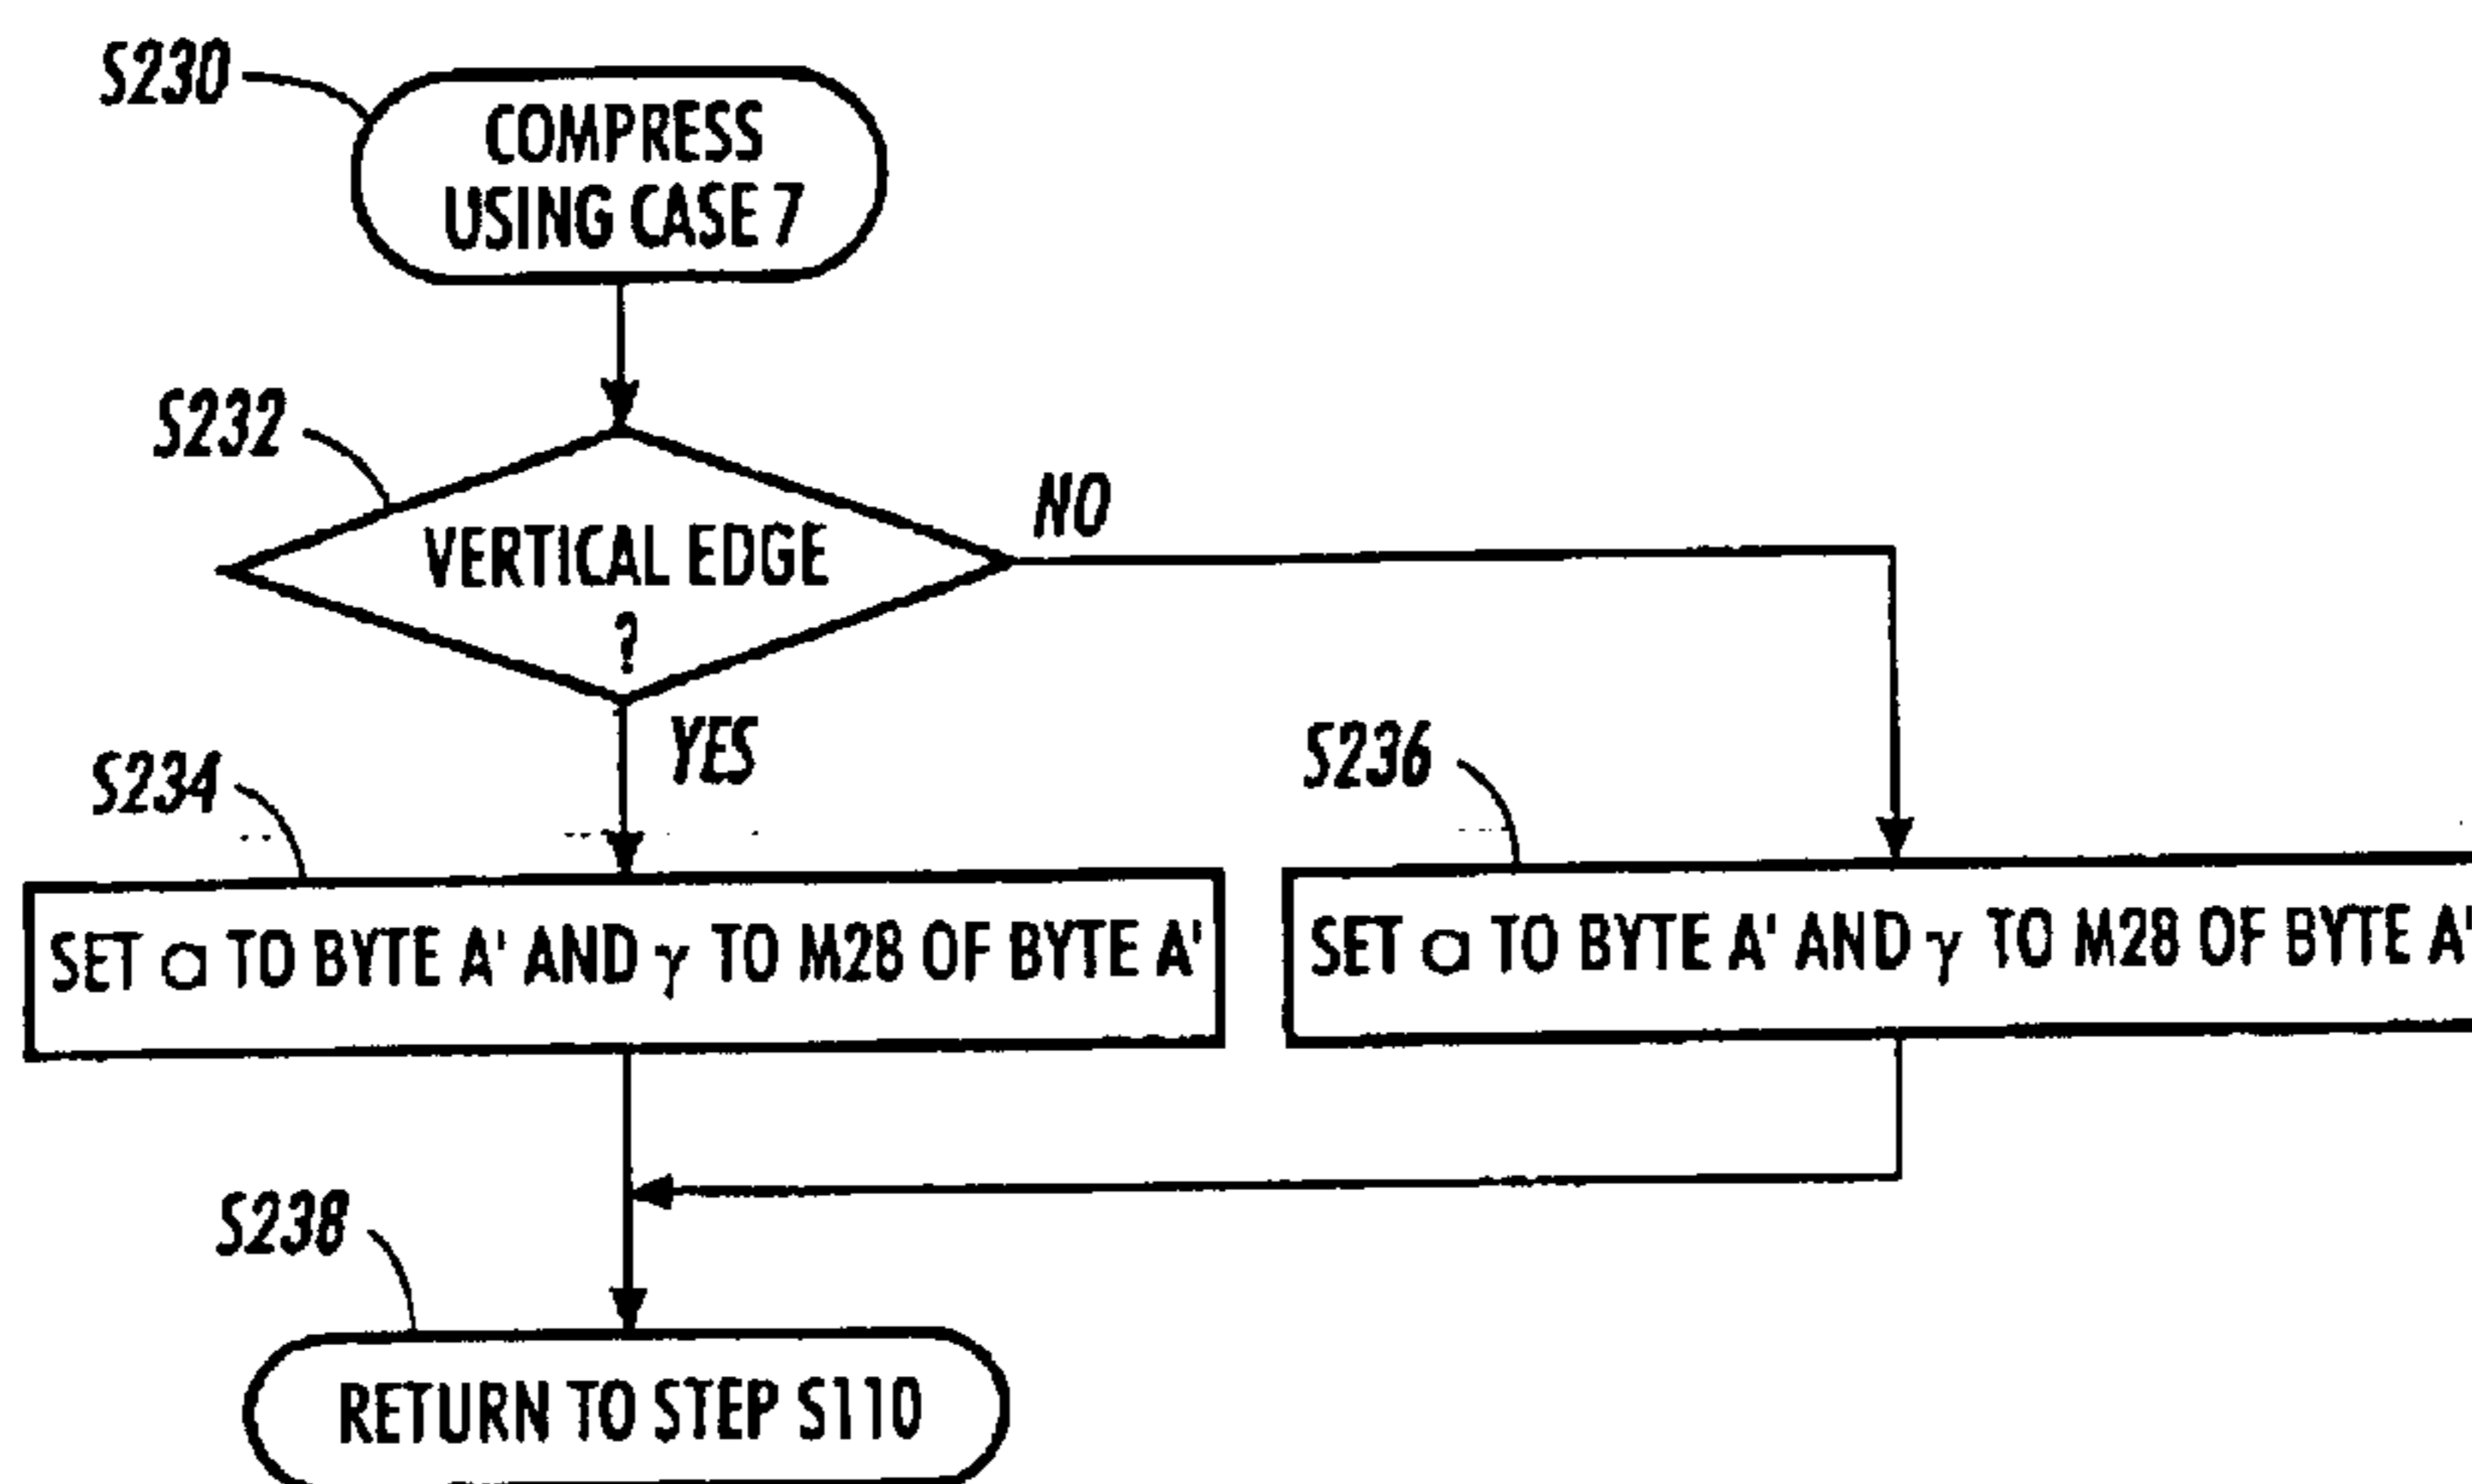 S230
COMPRESS
USING CASE 7
S232
VERTICAL EDGE
?
NO
YES
S234
S236
SET α TO BYTE A' AND γ TO M28 OF BYTE A'
SET α TO BYTE A' AND γ TO M28 OF BYTE A'
S238
RETURN TO STEP S110